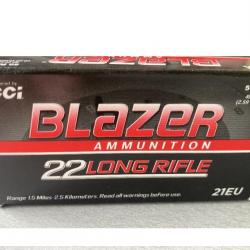 CCI
BLAZER
AMMUNITION
22 LONG RIFLE
Range 1.5 Miles-2.5 Kilometers. Read all warnings before use.
21EU